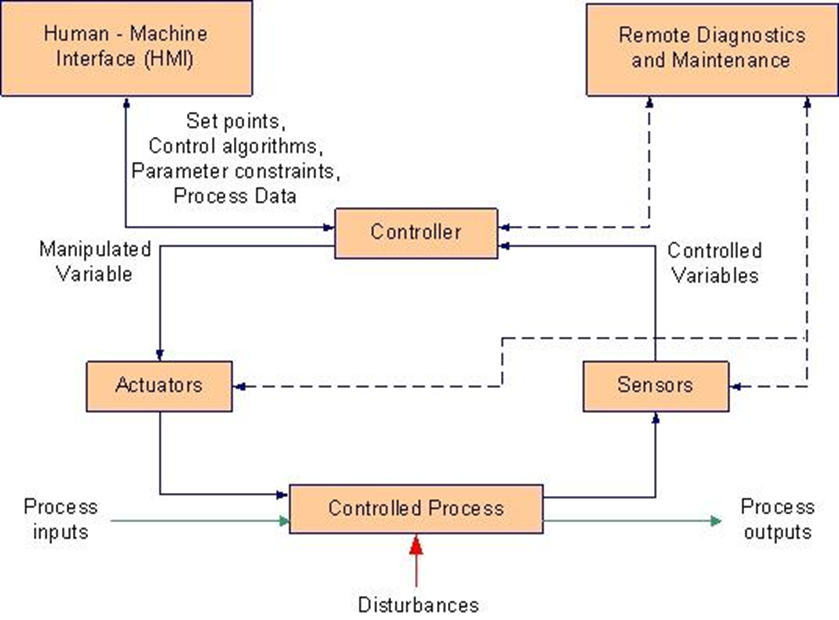 Human - Machine
Interface (HMI)
Remote Diagnostics
and Maintenance
Set points,
Control algorithms,
Parameter constraints,
Process Data
Controller
Manipulated
Variable
Controlled
Variables
Actuators
Sensors
Controlled Process
Process
inputs
Process
outputs
Disturbances